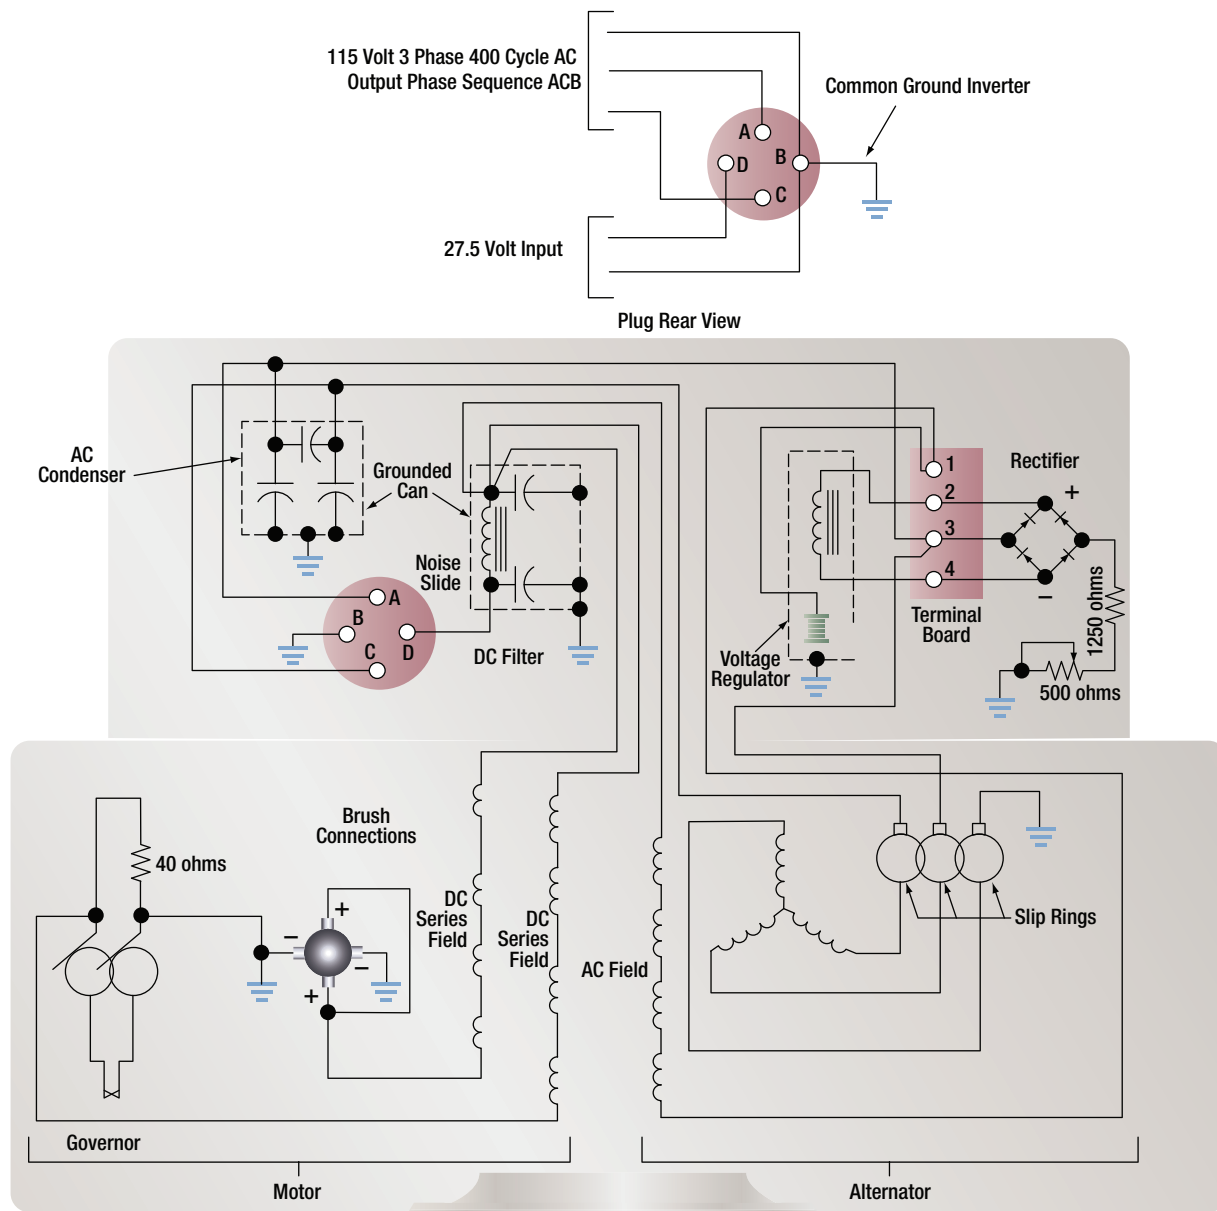 115 Volt 3 Phase 400 Cycle AC
Output Phase Sequence ACB
Common Ground Inverter
A
D
B
C
27.5 Volt Input
Plug Rear View
AC
Condenser
Grounded
Can
Noise
Slide
A
B
C
D
DC Filter
Voltage
Regulator
1
2
3
4
Terminal
Board
Rectifier
+
–
1250 ohms
500 ohms
40 ohms
Brush
Connections
+
–
–
+
DC
Series
Field
DC
Series
Field
AC Field
Slip Rings
Governor
Motor
Alternator